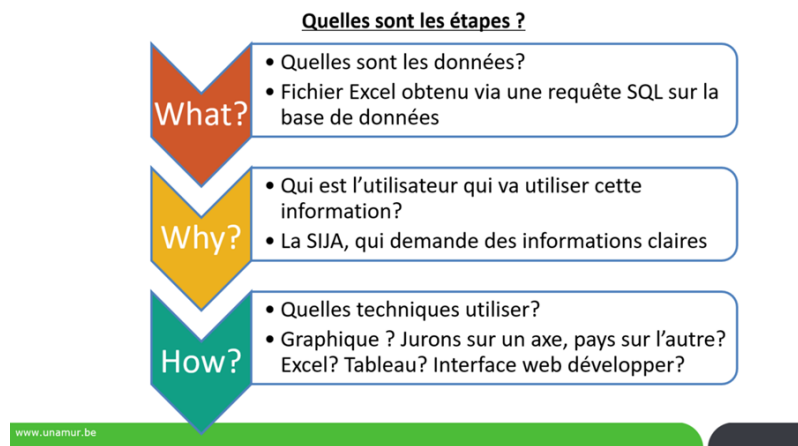 Quelles sont les étapes ?
What?
• Quelles sont les données?
• Fichier Excel obtenu via une requête SQL sur la
base de données
Why?
• Qui est l’utilisateur qui va utiliser cette
information?
• La SIJA, qui demande des informations claires
How?
• Quelles techniques utiliser?
• Graphique ? Jurons sur un axe, pays sur l’autre?
Excel? Tableau? Interface web développer?
www.unamur.be